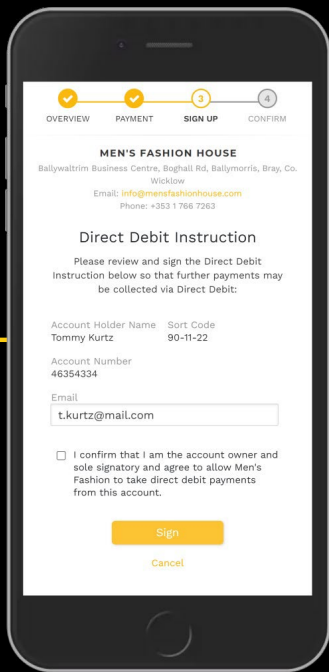 3
4
OVERVIEW PAYMENT SIGN UP CONFIRM
MEN'S FASHION HOUSE
Ballywaltrim Business Centre, Boghall Rd, Ballymorris, Bray, Co.
Wicklow
Email: info@mensfashionhouse.com
Phone: +353 1 766 7263
Direct Debit Instruction
Please review and sign the Direct Debit
Instruction below so that further payments may
be collected via Direct Debit:
Account Holder Name Sort Code
Tommy Kurtz 90-11-22
Account Number
46354334
Email
t.kurtz@mail.com
I confirm that I am the account owner and
sole signatory and agree to allow Men's
Fashion to take direct debit payments
from this account.
Sign
Cancel